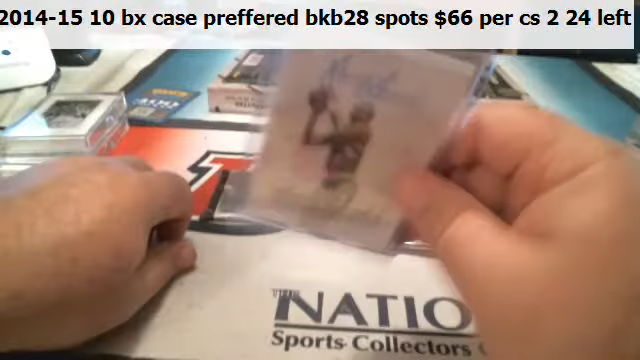 2014-15 10 bx case preffered bkb28 spots $66 per cs 2 24 left
THE
NATIO
Sports Collectors